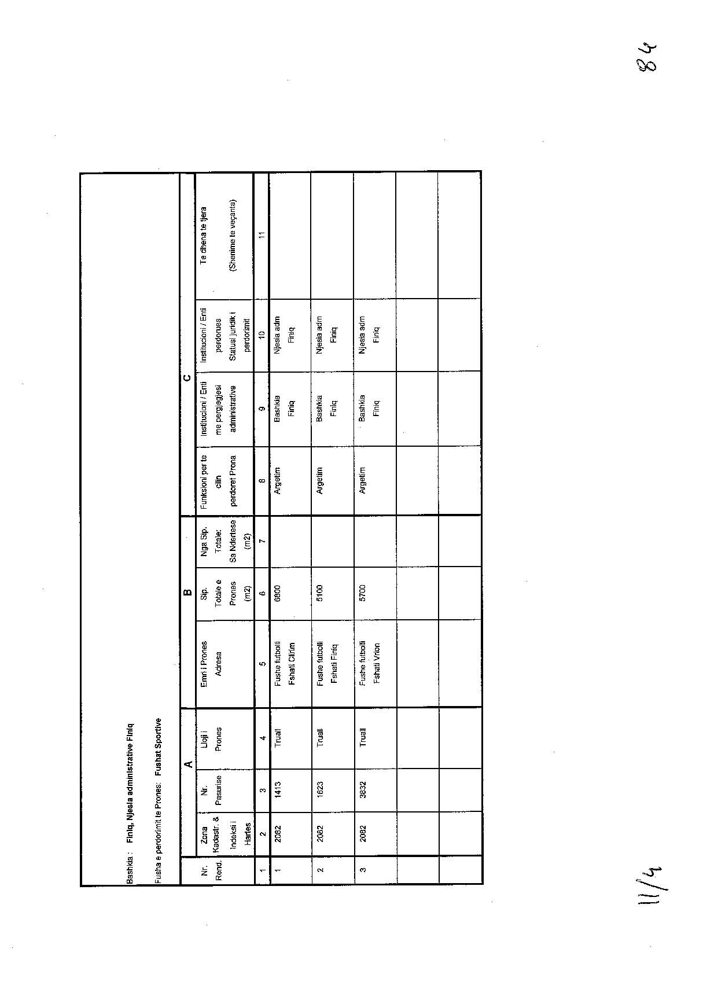 84
Bashkia : Finiq, Njesia administrative Finiq
Fusha e perdorimit te Prones: Fushat Sportive
A B C
Nr. Rend.
Zona Kadastr. & Indeksi i Hartes
Nr. Pasurise
Lloji i Prones
Emri i Prones Adresa
Sip. Totale e Prones (m2)
Nga Sip. Totale: Sa Ndertese (m2)
Funksioni per te cilin perdoret Prona
Institucioni / Enti me pergjegjesi administrative
Institucioni / Enti perdorues Statusi juridik i perdorimit
Te dhena te tjera (Shenime te veçanta)
1 2 3 4 5 6 7 8 9 10 11
1 2082 1413 Truall Fushe futbolli Fshati Clirim 6800 Argetim Bashkia Finiq Njesia adm Finiq
2 2082 1623 Truall Fushe futbolli Fshati Finiq 5100 Argetim Bashkia Finiq Njesia adm Finiq
3 2082 3832 Truall Fushe futbolli Fshati Vrion 5700 Argetim Bashkia Finiq Njesia adm Finiq
11/4